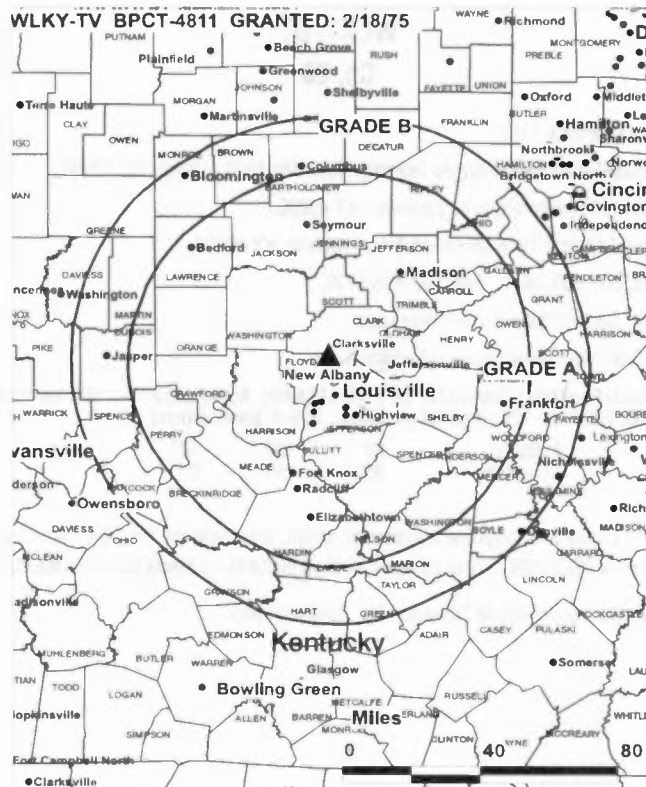 WLKY-TV BPCT-4811 GRANTED: 2/18/75
WAYNE Richmond
PUTNAM
Plainfield
Beech Grove
RUSH
PREBLE MONTGOMERY
Greenwood
JOHNSON
FAYETTE UNION
Shelbyville
Oxford
MORGAN
Martinsville
Terre Haute
CLAY
OWEN
BUTLER
FRANKLIN
Hamilton
GRADE B
DECATUR
Northbrook
MONROE BROWN
Columbus
HAMILTON
Bridgetown North
Bloomington
BARTHOLOMEW
RIPLEY
Covington
GREENE
Seymour
OHIO
Independence
Bedford
JACKSON
JENNINGS
JEFFERSON
KENTON
DAVIESS
LAWRENCE
Madison
GALLATIN
PENDLETON
Washington
SCOTT
CARROLL
GRANT
MARTIN
TRIMBLE
DUBOIS
WASHINGTON
CLARK
OLDHAM
OWEN
HARRISON
PIKE
ORANGE
HENRY
Clarksville
SCOTT
Jasper
FLOYD
Jeffersonville
GRADE A
New Albany
CRAWFORD
Louisville
WARRICK SPENCER
Highview
SHELBY
Frankfort
PERRY
HARRISON
JEFFERSON
FAYETTE
WOODFORD
Lexington
BULLITT
SPENCER
ANDERSON
MEADE
Fort Knox
MERCER
Nicholasville
HANCOCK
JESSAMINE
Radcliff
BRECKINRIDGE
Owensboro
Elizabethtown
WASHINGTON
MADISON
DAVIESS
OHIO
NELSON
BOYLE
Danville
MCLEAN
HARDIN
MARION
GARRARD
LINCOLN
GRAYSON
TAYLOR
HART
GREEN
ROCKCASTLE
CASEY PULASKI
EDMONSON
Kentucky
ADAIR
MUHLENBERG
BUTLER
WARREN
Somerset
Glasgow
TODD
LOGAN
Bowling Green
RUSSELL
METCALFE
ALLEN
BARREN
Miles
WHITLEY
SIMPSON
CLINTON
MCCREARY
Fort Campbell North
0 40 80
Clarksville